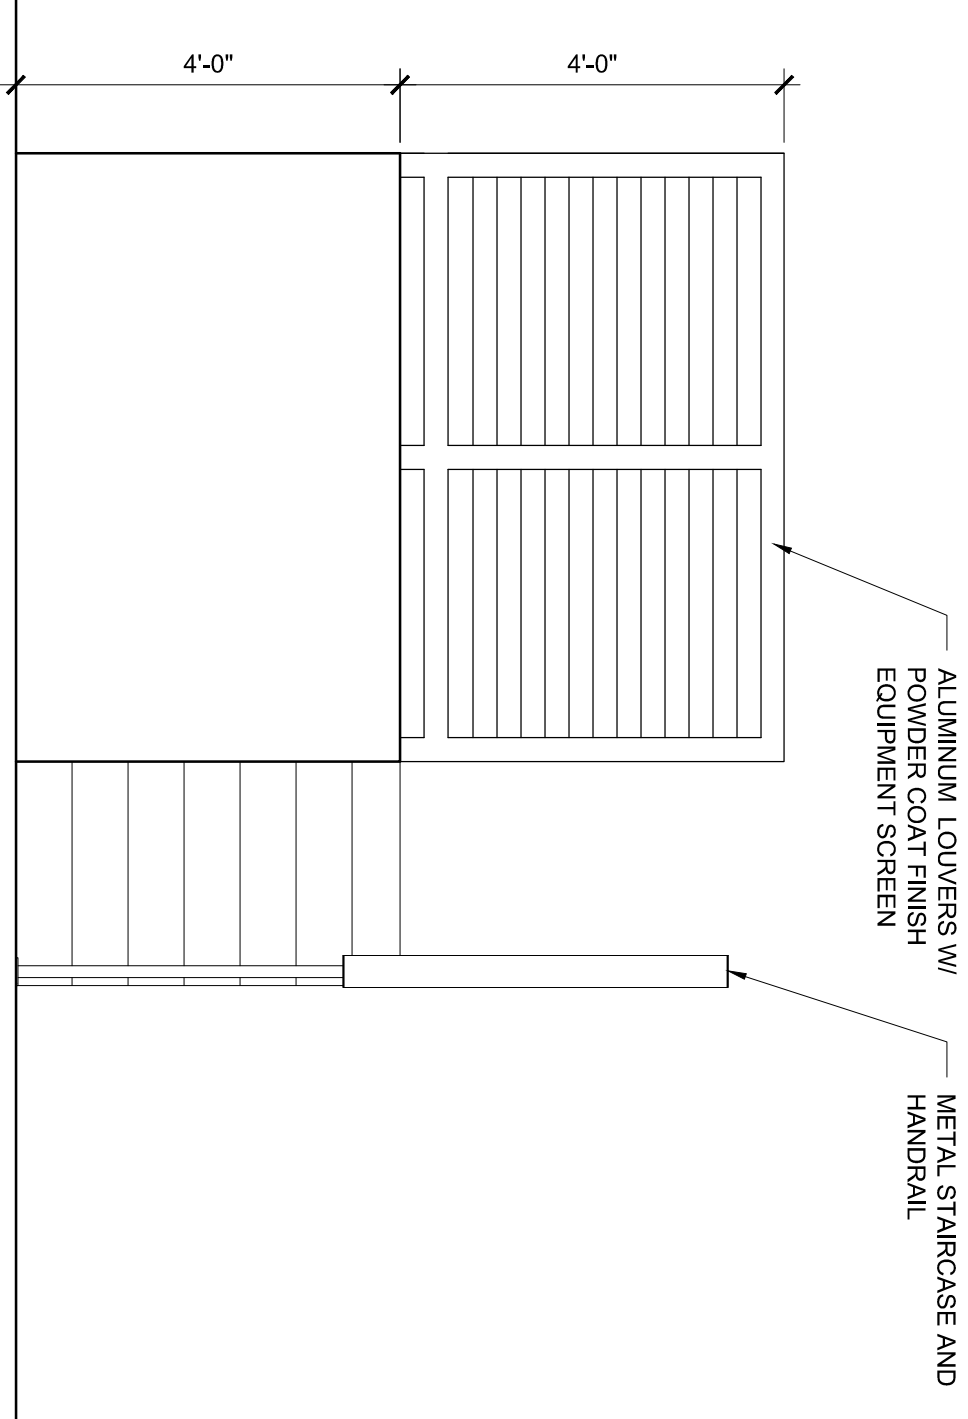 4'-0"
4'-0"
ALUMINUM LOUVERS W/
POWDER COAT FINISH
EQUIPMENT SCREEN
METAL STAIRCASE AND
HANDRAIL